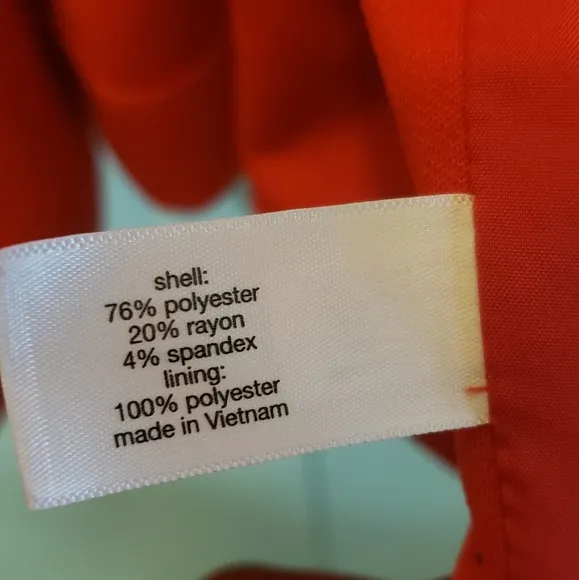 shell:
76% polyester
20% rayon
4% spandex
lining:
100% polyester
made in Vietnam